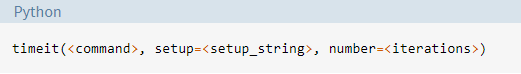 Python
timeit(<command>, setup=<setup_string>, number=<iterations>)